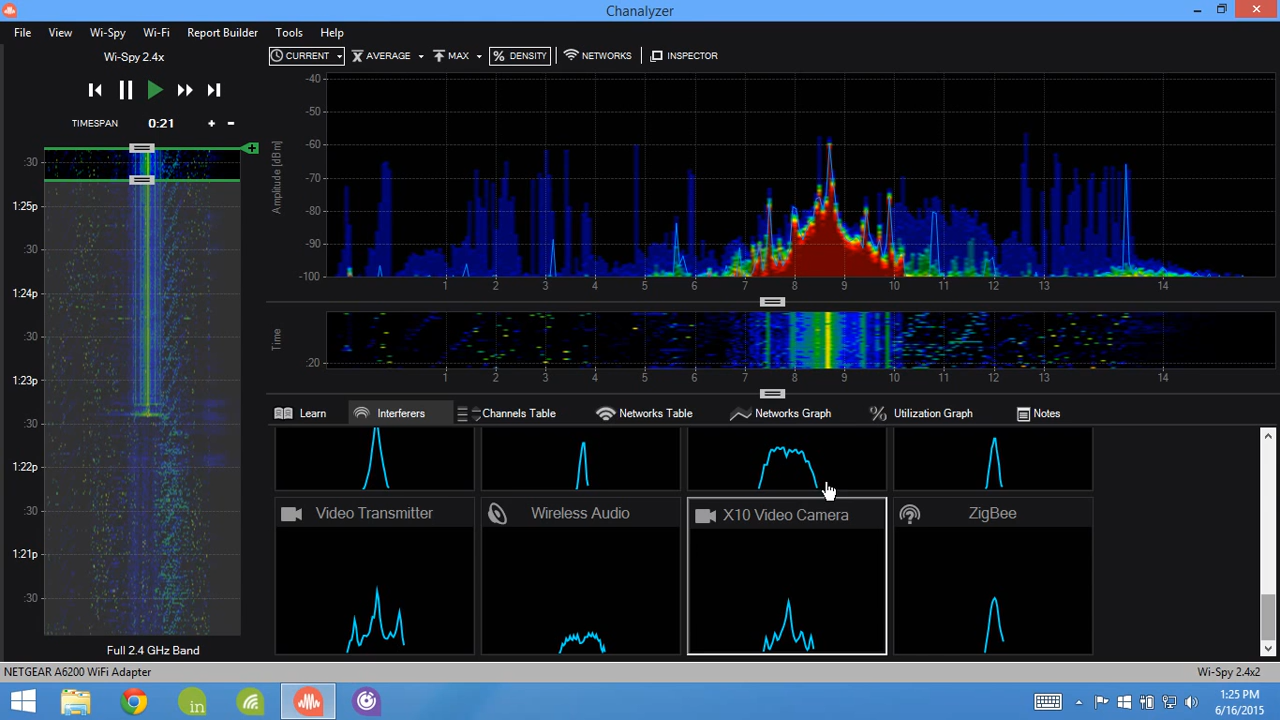 Chanalyzer
File View Wi-Spy Wi-Fi Report Builder Tools Help
Wi-Spy 2.4x
CURRENT AVERAGE MAX DENSITY NETWORKS INSPECTOR
TIMESPAN 0:21 + -
:30
1:25p
:30
1:24p
:30
1:23p
:30
1:22p
:30
1:21p
:30
Full 2.4 GHz Band
Amplitude [dBm]
-40
-50
-60
-70
-80
-90
-100
1 2 3 4 5 6 7 8 9 10 11 12 13 14
Time
-20
1 2 3 4 5 6 7 8 9 10 11 12 13 14
Learn Interferers Channels Table Networks Table Networks Graph Utilization Graph Notes
Video Transmitter Wireless Audio X10 Video Camera ZigBee
NETGEAR A6200 WiFi Adapter Wi-Spy 2.4x2
in
1:25 PM
6/16/2015